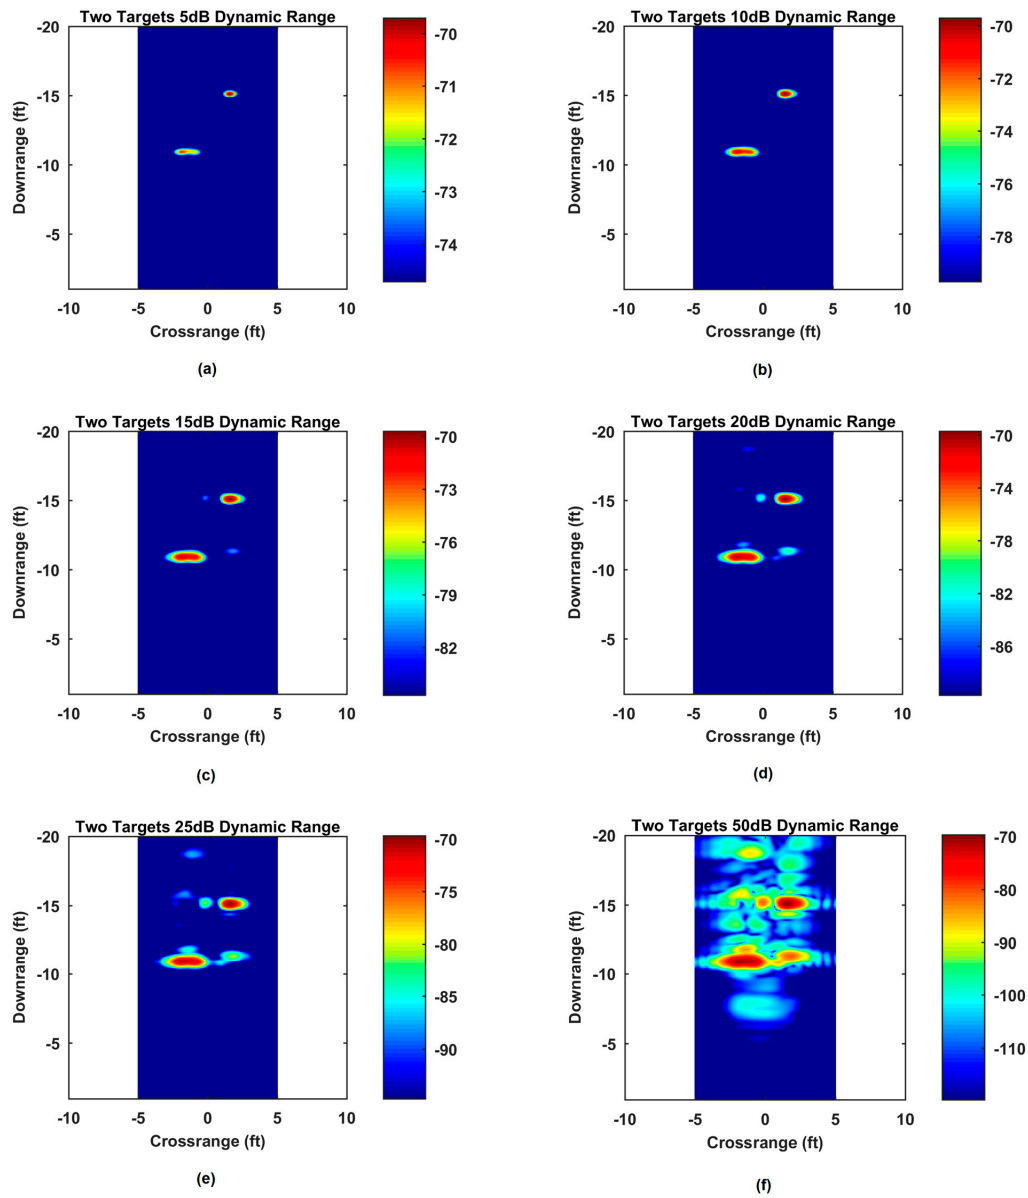 Two Targets 5dB Dynamic Range
-20
-15
-10
-5
Downrange (ft)
-10 -5 0 5 10
Crossrange (ft)
-70
-71
-72
-73
-74
(a)
Two Targets 10dB Dynamic Range
-20
-15
-10
-5
Downrange (ft)
-10 -5 0 5 10
Crossrange (ft)
-70
-72
-74
-76
-78
(b)
Two Targets 15dB Dynamic Range
-20
-15
-10
-5
Downrange (ft)
-10 -5 0 5 10
Crossrange (ft)
-70
-73
-76
-79
-82
(c)
Two Targets 20dB Dynamic Range
-20
-15
-10
-5
Downrange (ft)
-10 -5 0 5 10
Crossrange (ft)
-70
-74
-78
-82
-86
(d)
Two Targets 25dB Dynamic Range
-20
-15
-10
-5
Downrange (ft)
-10 -5 0 5 10
Crossrange (ft)
-70
-75
-80
-85
-90
(e)
Two Targets 50dB Dynamic Range
-20
-15
-10
-5
Downrange (ft)
-10 -5 0 5 10
Crossrange (ft)
-70
-80
-90
-100
-110
(f)